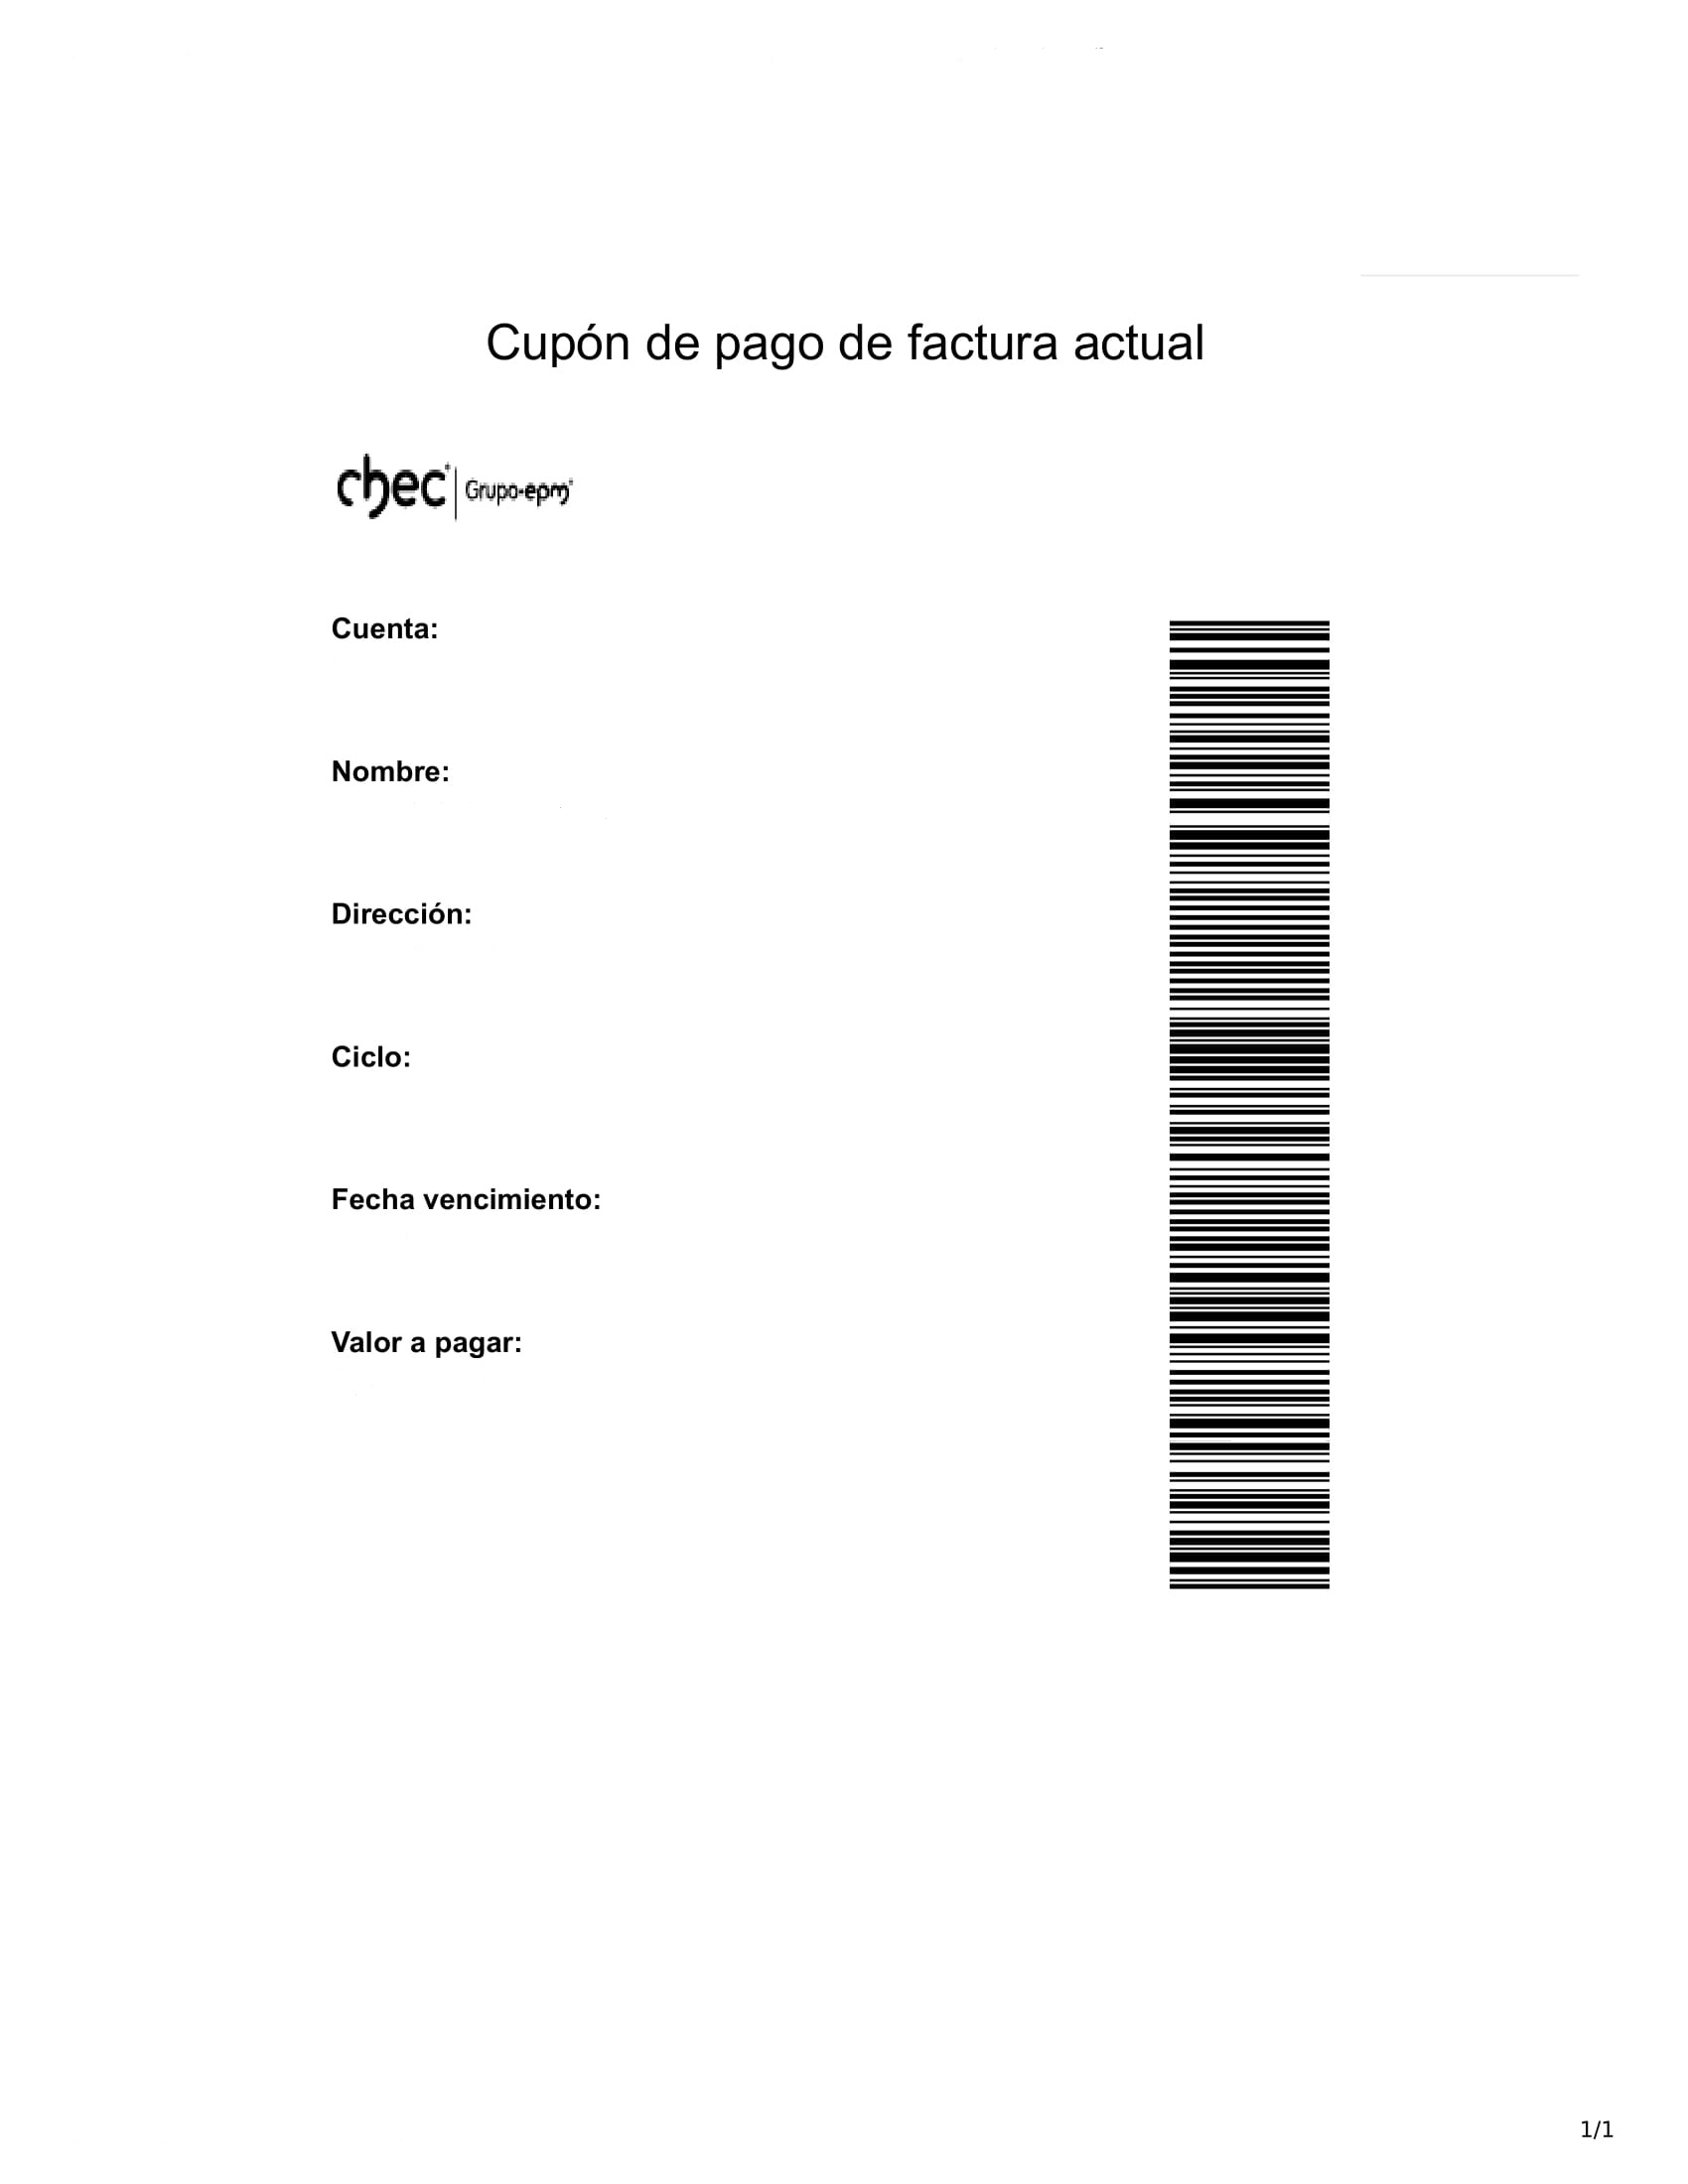 Cupón de pago de factura actual
chec® Grupo·epm®
Cuenta:
Nombre:
Dirección:
Ciclo:
Fecha vencimiento:
Valor a pagar:
1/1